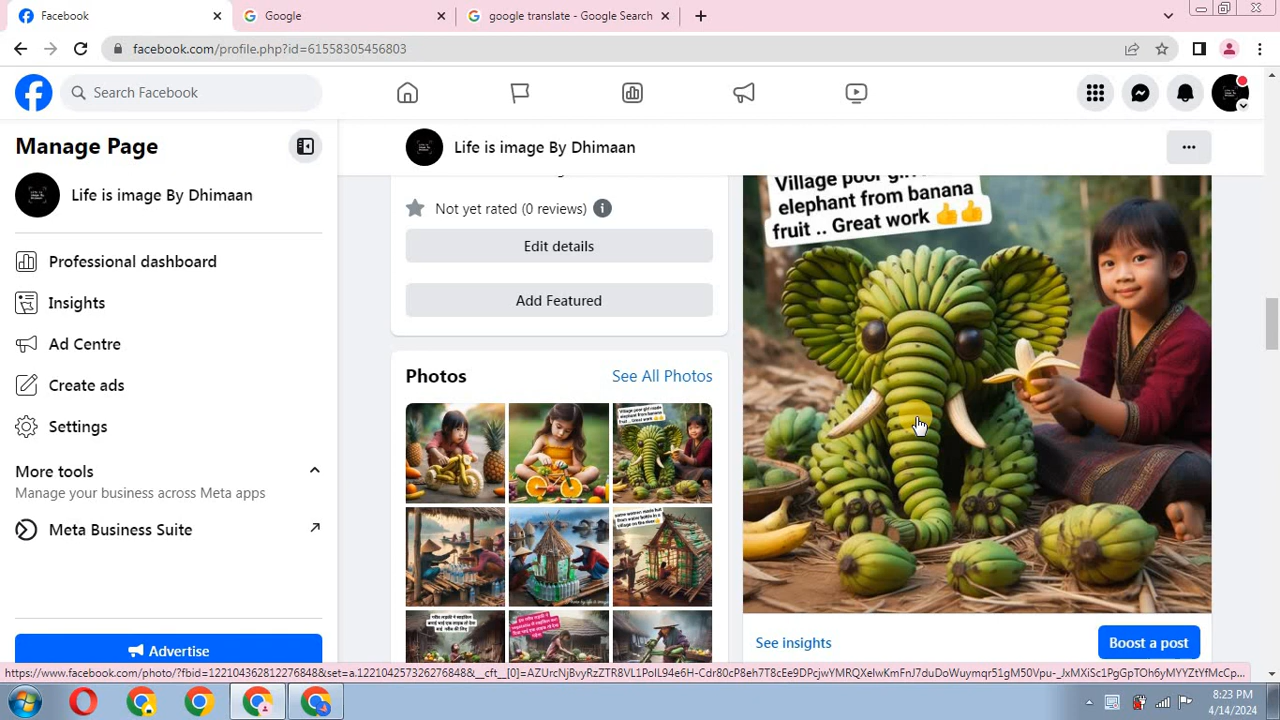 Facebook
Google
google translate - Google Search
facebook.com/profile.php?id=61558305456803
Search Facebook
Manage Page
Life is image By Dhimaan
Professional dashboard
Insights
Ad Centre
Create ads
Settings
More tools
Manage your business across Meta apps
Meta Business Suite
Advertise
Life is image By Dhimaan
Not yet rated (0 reviews)
Edit details
Add Featured
Photos
See All Photos
Village poor
elephant from banana
fruit .. Great work 👍👍
See insights
Boost a post
8:23 PM
4/14/2024